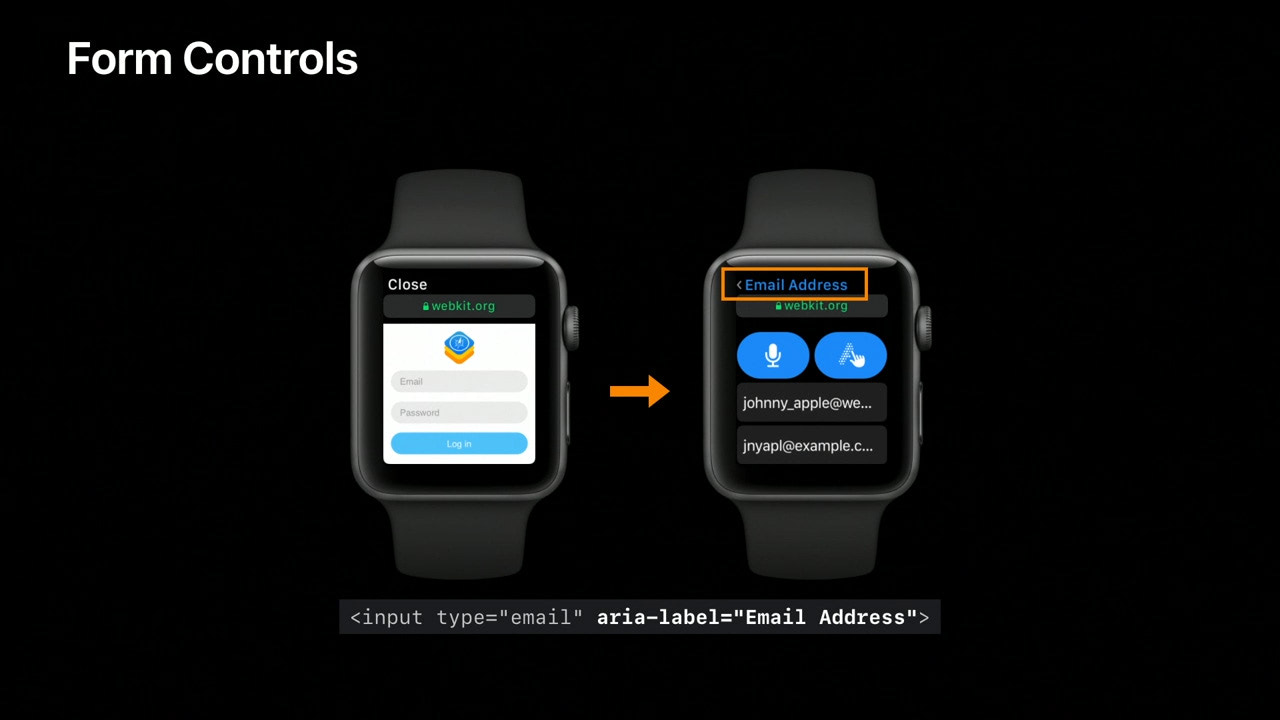 Form Controls
Close
webkit.org
Email
Password
Log in
‹Email Address
webkit.org
johnny_apple@we...
jnyapl@example.c...
<input type="email" aria-label="Email Address">